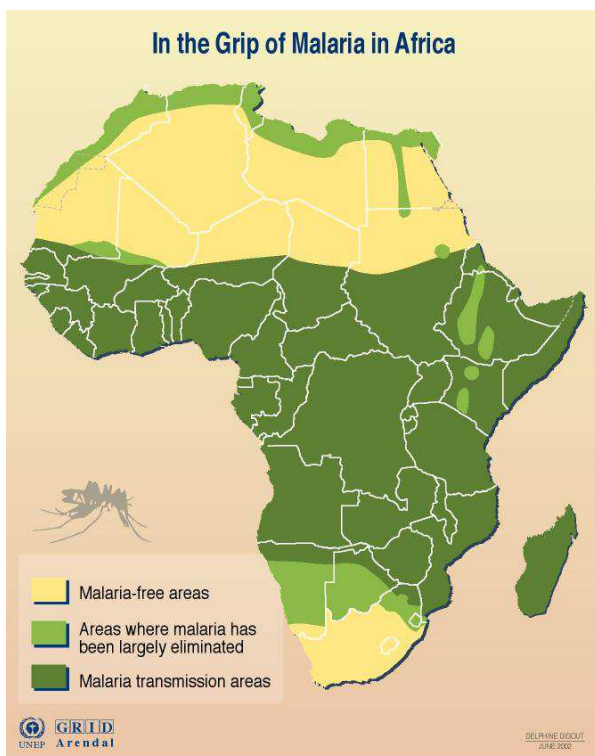 In the Grip of Malaria in Africa
Malaria-free areas
Areas where malaria has
been largely eliminated
Malaria transmission areas
UNEP
GRID
Arendal
DELPHINE DIGOUT
JUNE 2002